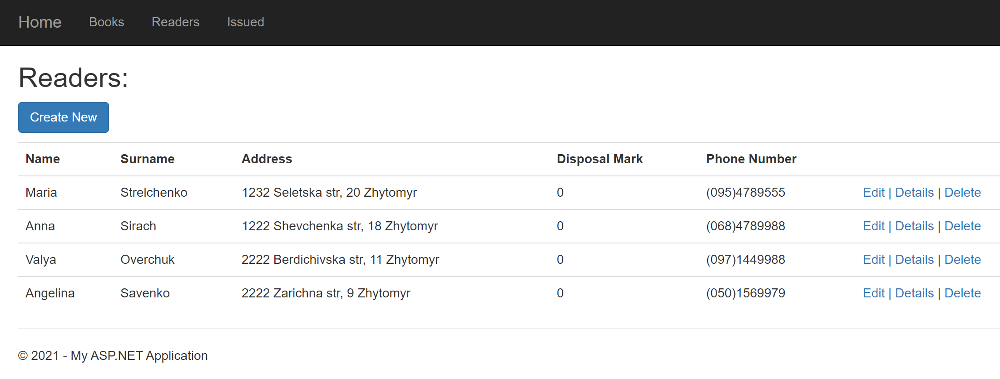 Home Books Readers Issued
Readers:
Create New
Name Surname Address Disposal Mark Phone Number
Maria Strelchenko 1232 Seletska str, 20 Zhytomyr 0 (095)4789555 Edit | Details | Delete
Anna Sirach 1222 Shevchenka str, 18 Zhytomyr 0 (068)4789988 Edit | Details | Delete
Valya Overchuk 2222 Berdichivska str, 11 Zhytomyr 0 (097)1449988 Edit | Details | Delete
Angelina Savenko 2222 Zarichna str, 9 Zhytomyr 0 (050)1569979 Edit | Details | Delete
© 2021 - My ASP.NET Application